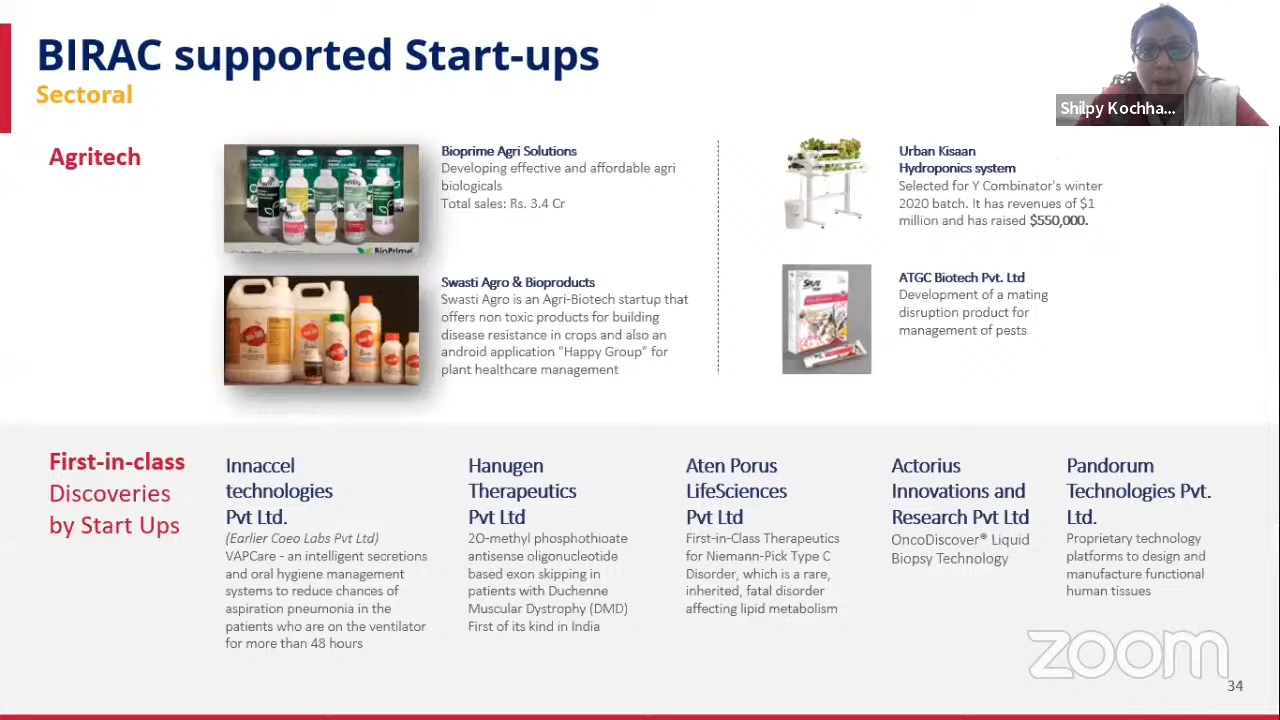 BIRAC supported Start-ups
Sectoral
Shilpy Kochha...
Agritech
Bioprime Agri Solutions
Developing effective and affordable agri
biologicals
Total sales: Rs. 3.4 Cr
BioPrime
Swasti Agro & Bioproducts
Swasti Agro is an Agri-Biotech startup that
offers non toxic products for building
disease resistance in crops and also an
android application "Happy Group" for
plant healthcare management
Urban Kisaan
Hydroponics system
Selected for Y Combinator's winter
2020 batch. It has revenues of $1
million and has raised $550,000.
ATGC Biotech Pvt. Ltd
Development of a mating
disruption product for
management of pests
First-in-class
Discoveries
by Start Ups
Innaccel
technologies
Pvt Ltd.
(Earlier Coeo Labs Pvt Ltd)
VAPCare - an intelligent secretions
and oral hygiene management
systems to reduce chances of
aspiration pneumonia in the
patients who are on the ventilator
for more than 48 hours
Hanugen
Therapeutics
Pvt Ltd
2O-methyl phosphothioate
antisense oligonucleotide
based exon skipping in
patients with Duchenne
Muscular Dystrophy (DMD)
First of its kind in India
Aten Porus
LifeSciences
Pvt Ltd
First-in-Class Therapeutics
for Niemann-Pick Type C
Disorder, which is a rare,
inherited, fatal disorder
affecting lipid metabolism
Actorius
Innovations and
Research Pvt Ltd
OncoDiscover® Liquid
Biopsy Technology
Pandorum
Technologies Pvt.
Ltd.
Proprietary technology
platforms to design and
manufacture functional
human tissues
zoom
34